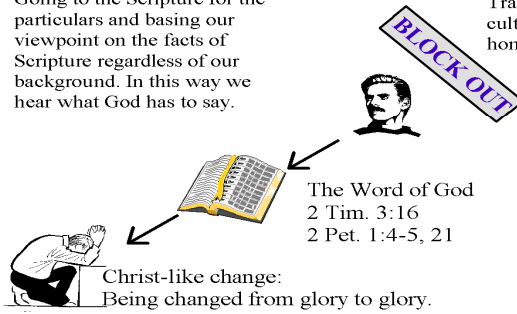 Going to the Scripture for the
particulars and basing our
viewpoint on the facts of
Scripture regardless of our
background. In this way we
hear what God has to say.
BLOCK OUT
The Word of God
2 Tim. 3:16
2 Pet. 1:4-5, 21
Christ-like change:
Being changed from glory to glory.